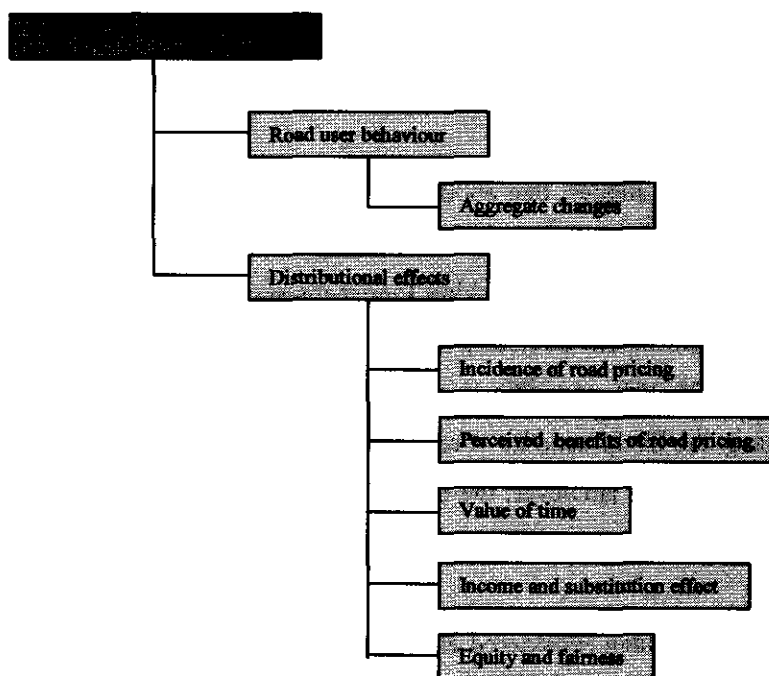 Road user behaviour
Aggregate changes
Distributional effects
Incidence of road pricing
Perceived benefits of road pricing
Value of time
Income and substitution effect
Equity and fairness